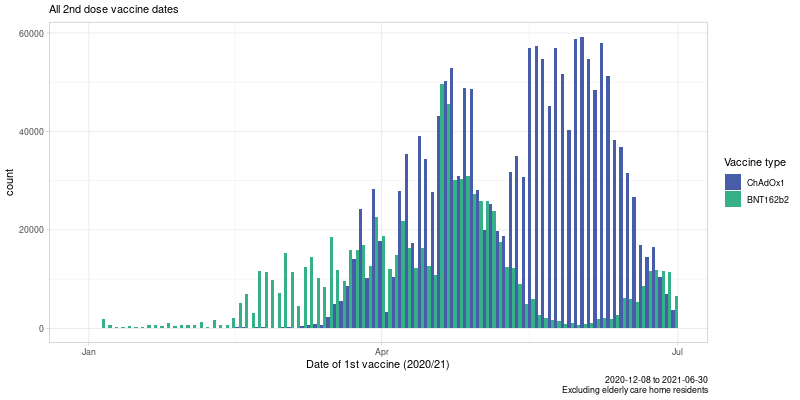 All 2nd dose vaccine dates
60000
40000
20000
0
count
Jan
Apr
Jul
Date of 1st vaccine (2020/21)
Vaccine type
ChAdOx1
BNT162b2
2020-12-08 to 2021-06-30
Excluding elderly care home residents